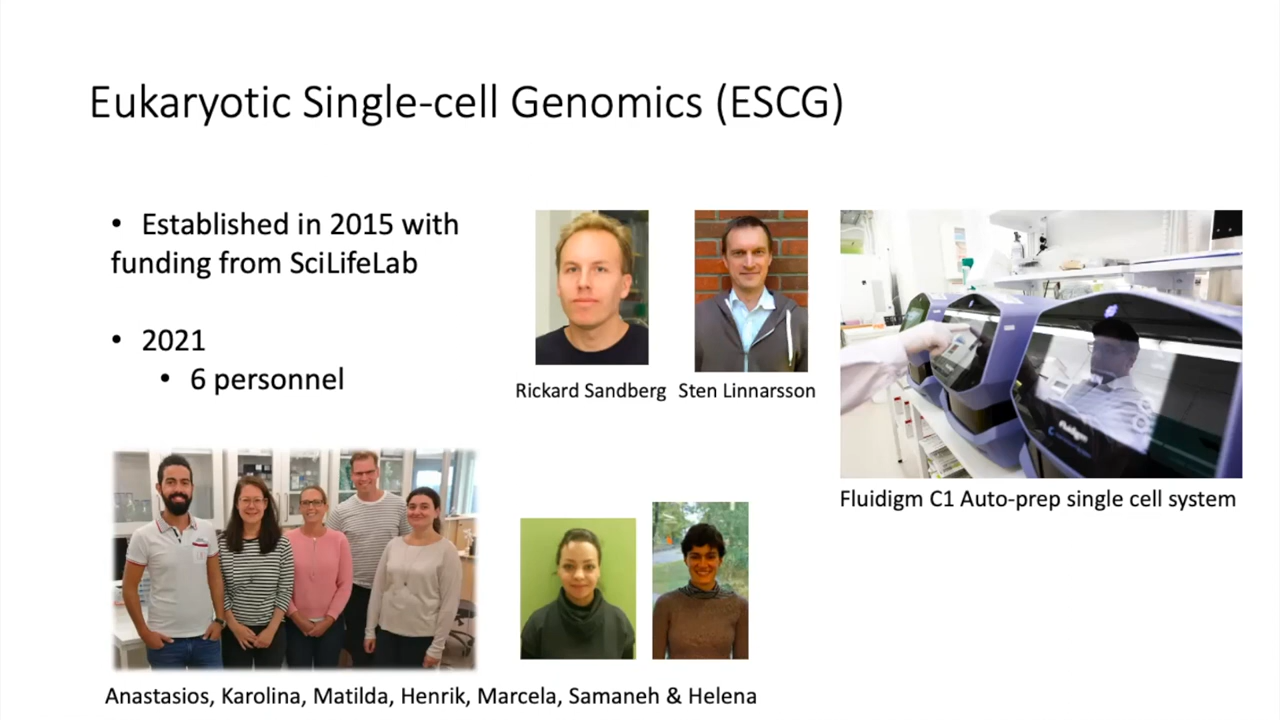 Eukaryotic Single-cell Genomics (ESCG)
• Established in 2015 with
funding from SciLifeLab
• 2021
• 6 personnel
Rickard Sandberg
Sten Linnarsson
Fluidigm
Fluidigm C1 Auto-prep single cell system
Anastasios, Karolina, Matilda, Henrik, Marcela, Samaneh & Helena